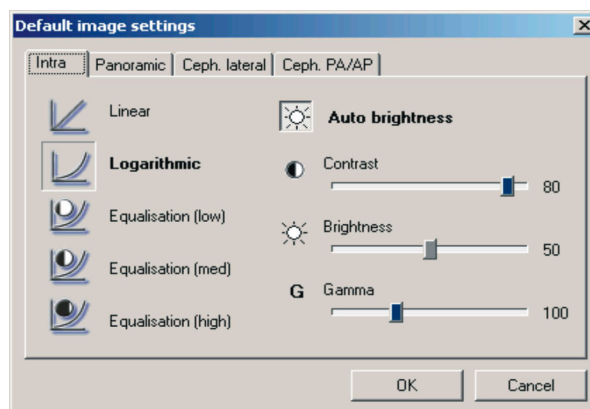 Default image settings
Intra Panoramic Ceph. lateral Ceph. PA/AP
Linear
Logarithmic
Equalisation (low)
Equalisation (med)
Equalisation (high)
Auto brightness
Contrast
80
Brightness
50
G Gamma
100
OK Cancel